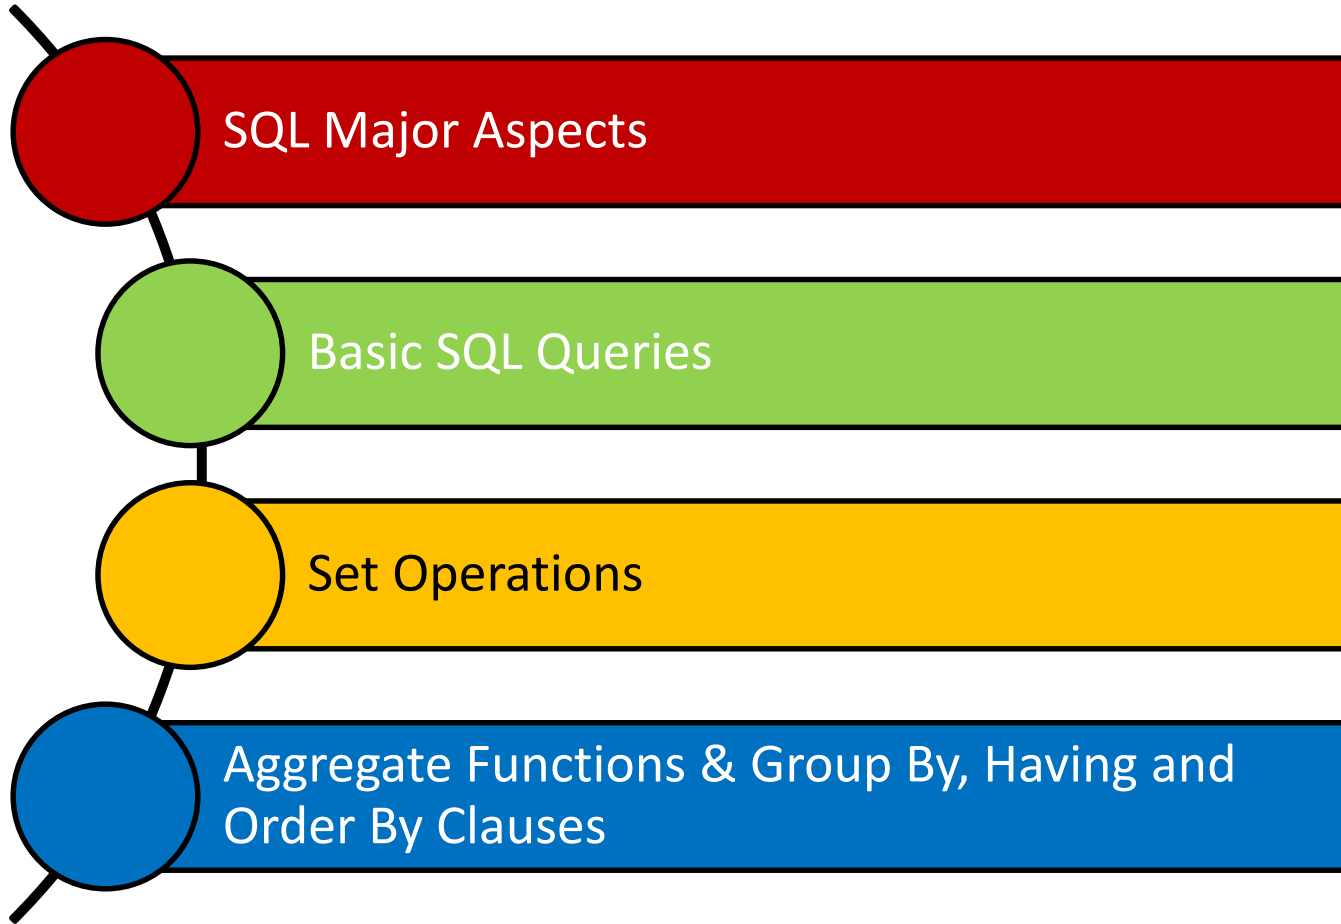 SQL Major Aspects
Basic SQL Queries
Set Operations
Aggregate Functions & Group By, Having and
Order By Clauses